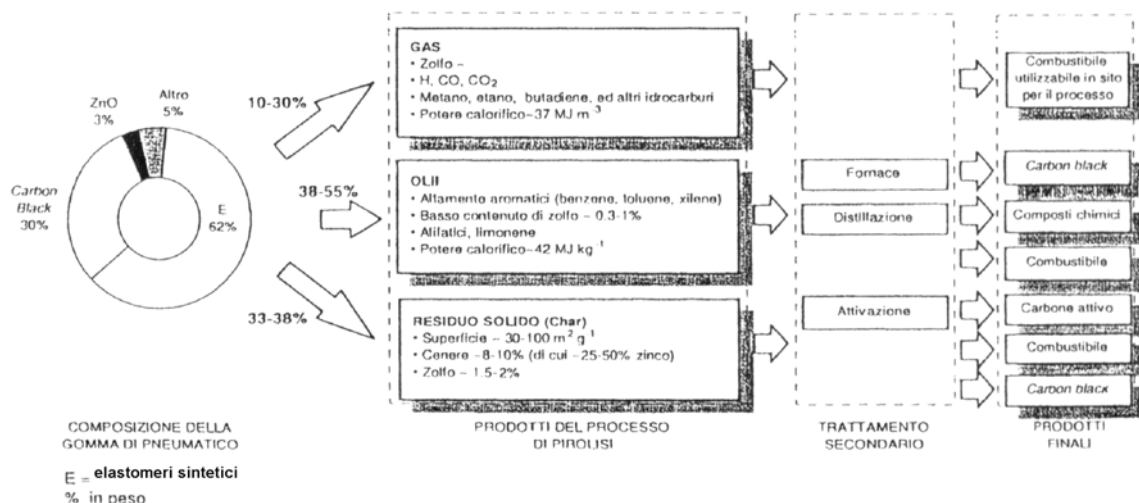 ZnO
3%
Altro
5%
Carbon
Black
30%
E
62%
10-30%
38-55%
33-38%
COMPOSIZIONE DELLA
GOMMA DI PNEUMATICO
E = elastomeri sintetici
% in peso
GAS
• Zolfo –
• H, CO, CO₂
• Metano, etano, butadiene, ed altri idrocarburi
• Potere calorifico~37 MJ m⁻³
OLII
• Altamente aromatici (benzene, toluene, xilene)
• Basso contenuto di zolfo – 0.3-1%
• Alifatici, limonene
• Potere calorifico~42 MJ kg⁻¹
RESIDUO SOLIDO (Char)
• Superficie – 30-100 m² g⁻¹
• Cenere ~8-10% (di cui ~25-50% zinco)
• Zolfo – 1.5-2%
PRODOTTI DEL PROCESSO
DI PIROLISI
Fornace
Distillazione
Attivazione
TRATTAMENTO
SECONDARIO
Combustibile
utilizzabile in sito
per il processo
Carbon black
Composti chimici
Combustibile
Carbone attivo
Combustibile
Carbon black
PRODOTTI
FINALI